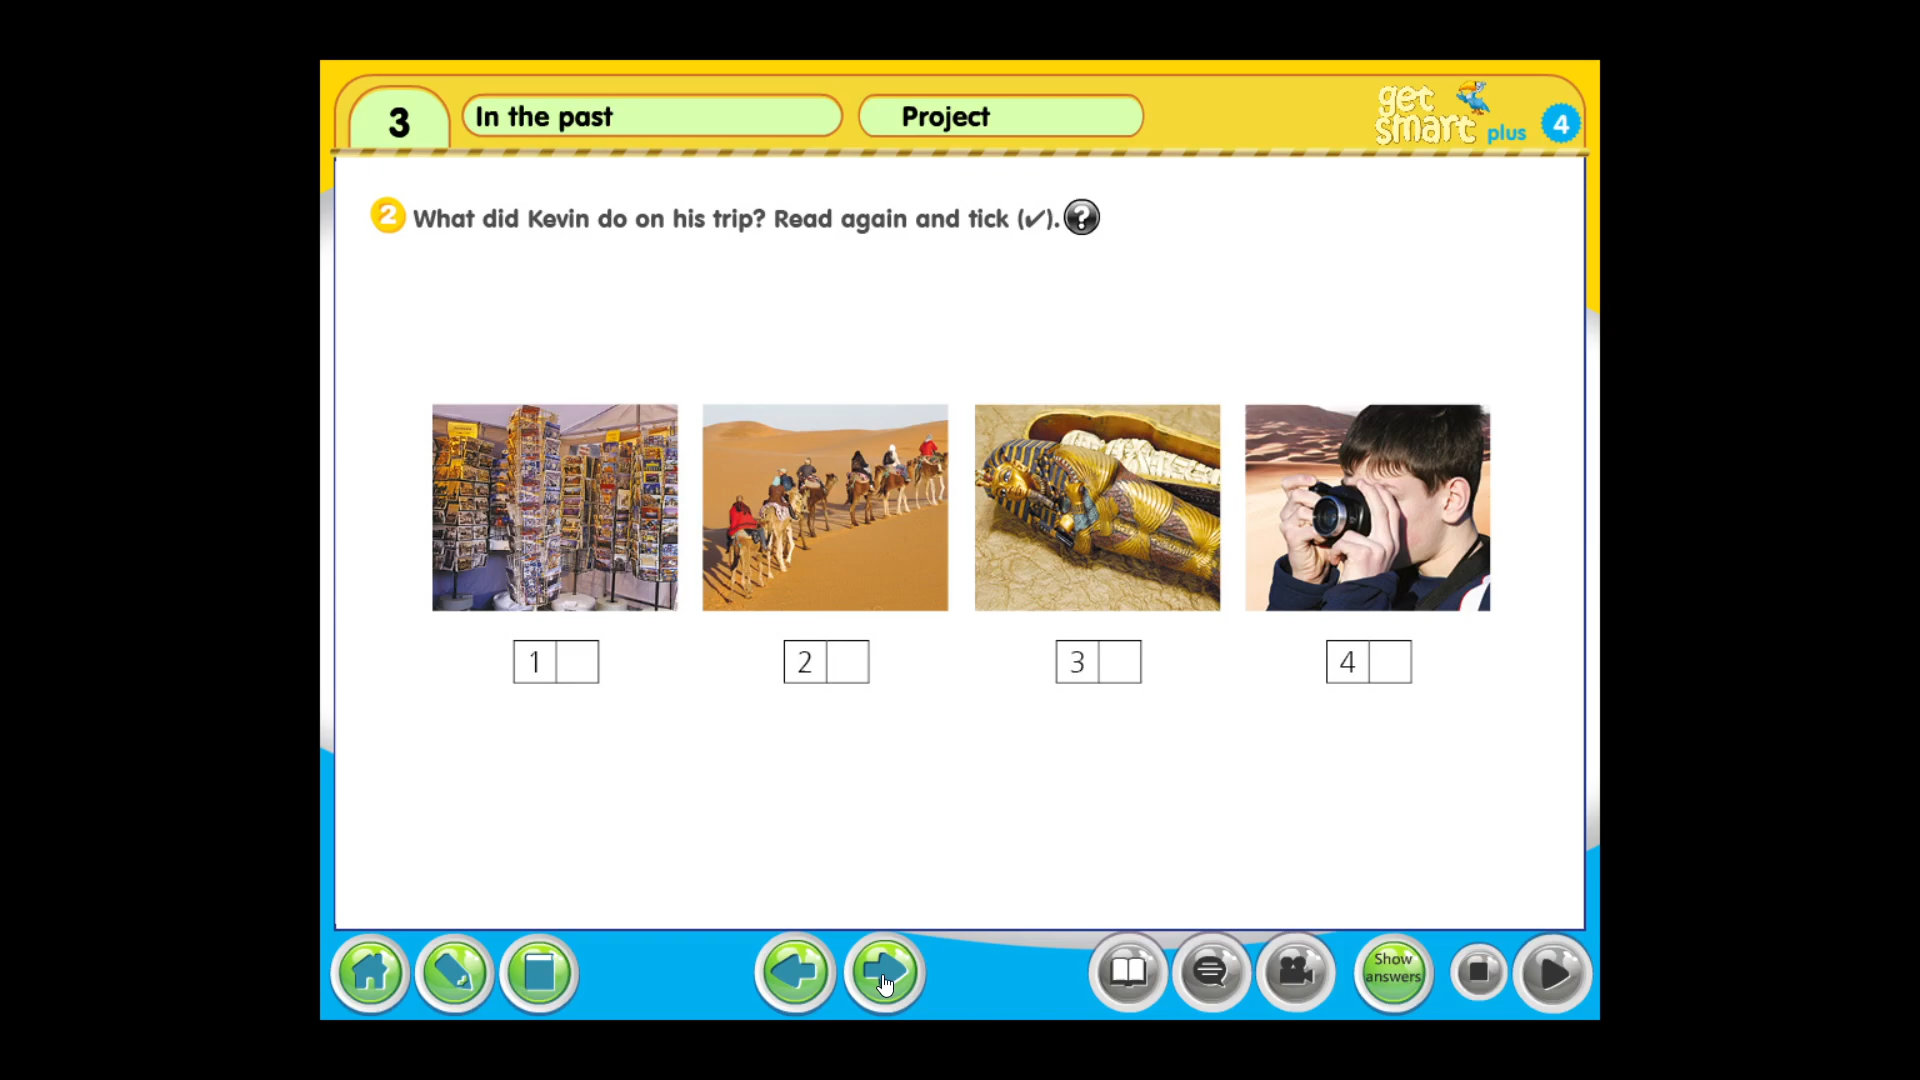 3
In the past
Project
get
smart plus 4
2 What did Kevin do on his trip? Read again and tick (✓). ?
1
2
3
4
Show
answers